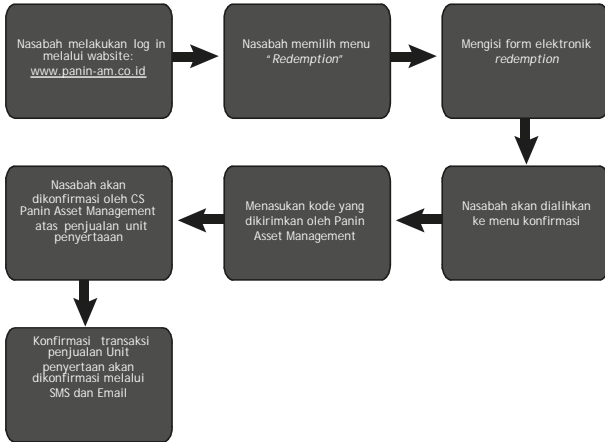 Nasabah melakukan log in
melalui website:
www.panin-am.co.id
Nasabah memilih menu
“Redemption”
Mengisi form elektronik
redemption
Nasabah akan dialihkan
ke menu konfirmasi
Menasukan kode yang
dikirimkan oleh Panin
Asset Management
Nasabah akan
dikonfirmasi oleh CS
Panin Asset Management
atas penjualan unit
penyertaaan
Konfirmasi transaksi
penjualan Unit
penyertaan akan
dikonfirmasi melalui
SMS dan Email